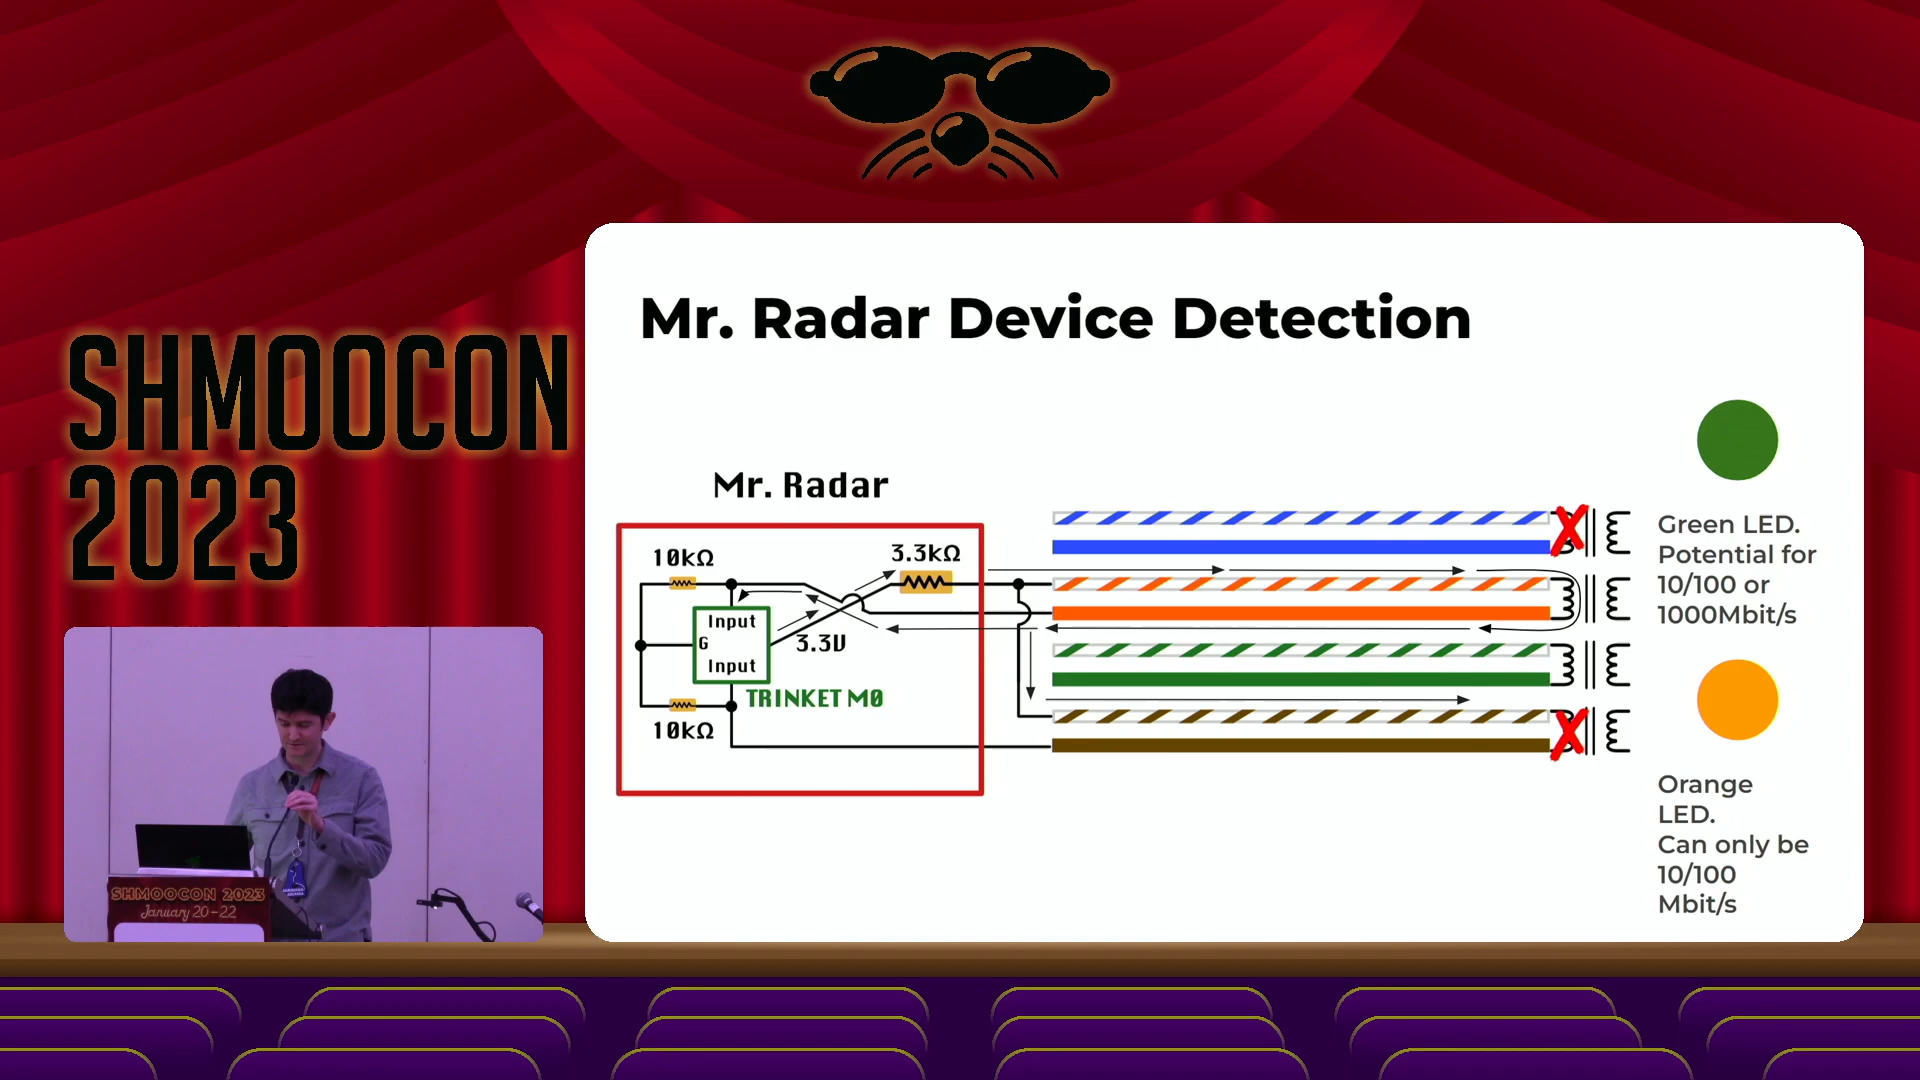 SHMOOCON
2023
Mr. Radar Device Detection
Mr. Radar
10kΩ
3.3kΩ
Input
G
Input
3.3V
TRINKET M0
10kΩ
Green LED.
Potential for
10/100 or
1000Mbit/s
Orange
LED.
Can only be
10/100
Mbit/s
SHMOOCON 2023
January 20-22